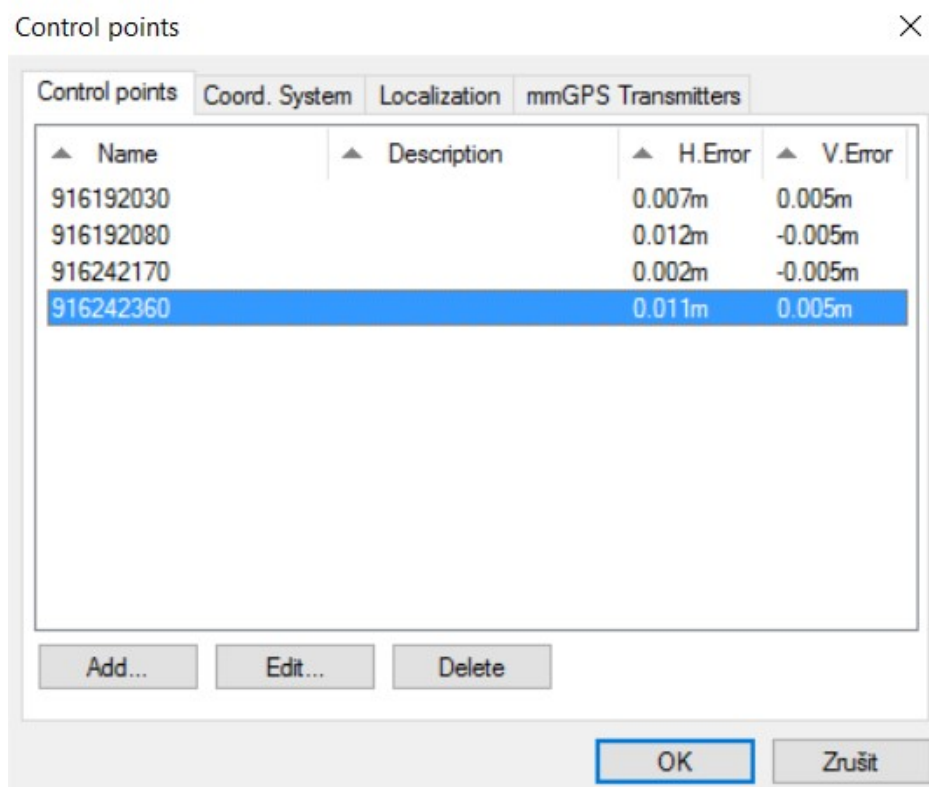 Control points
Control points Coord. System Localization mmGPS Transmitters
Name Description H.Error V.Error
916192030 0.007m 0.005m
916192080 0.012m -0.005m
916242170 0.002m -0.005m
916242360 0.011m 0.005m
Add... Edit... Delete
OK Zrušit